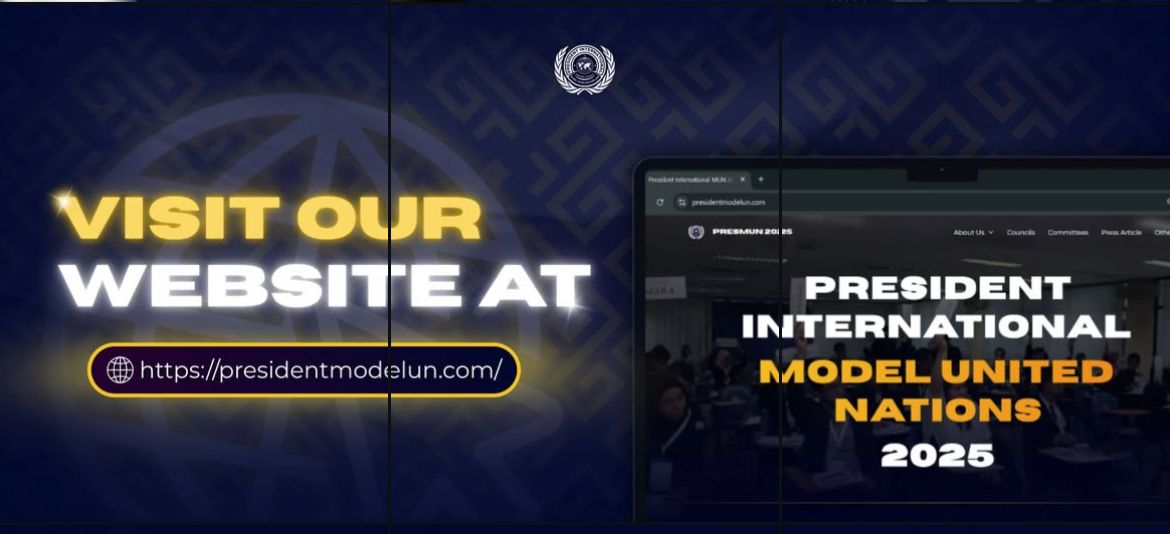 VISIT OUR
WEBSITE AT
https://presidentmodelun.com/
President International MUN 2
presidentmodelun.com
PRESMUN 2025
About Us
Councils
Committees
Press Article
PRESIDENT
INTERNATIONAL
MODEL UNITED
NATIONS
2025